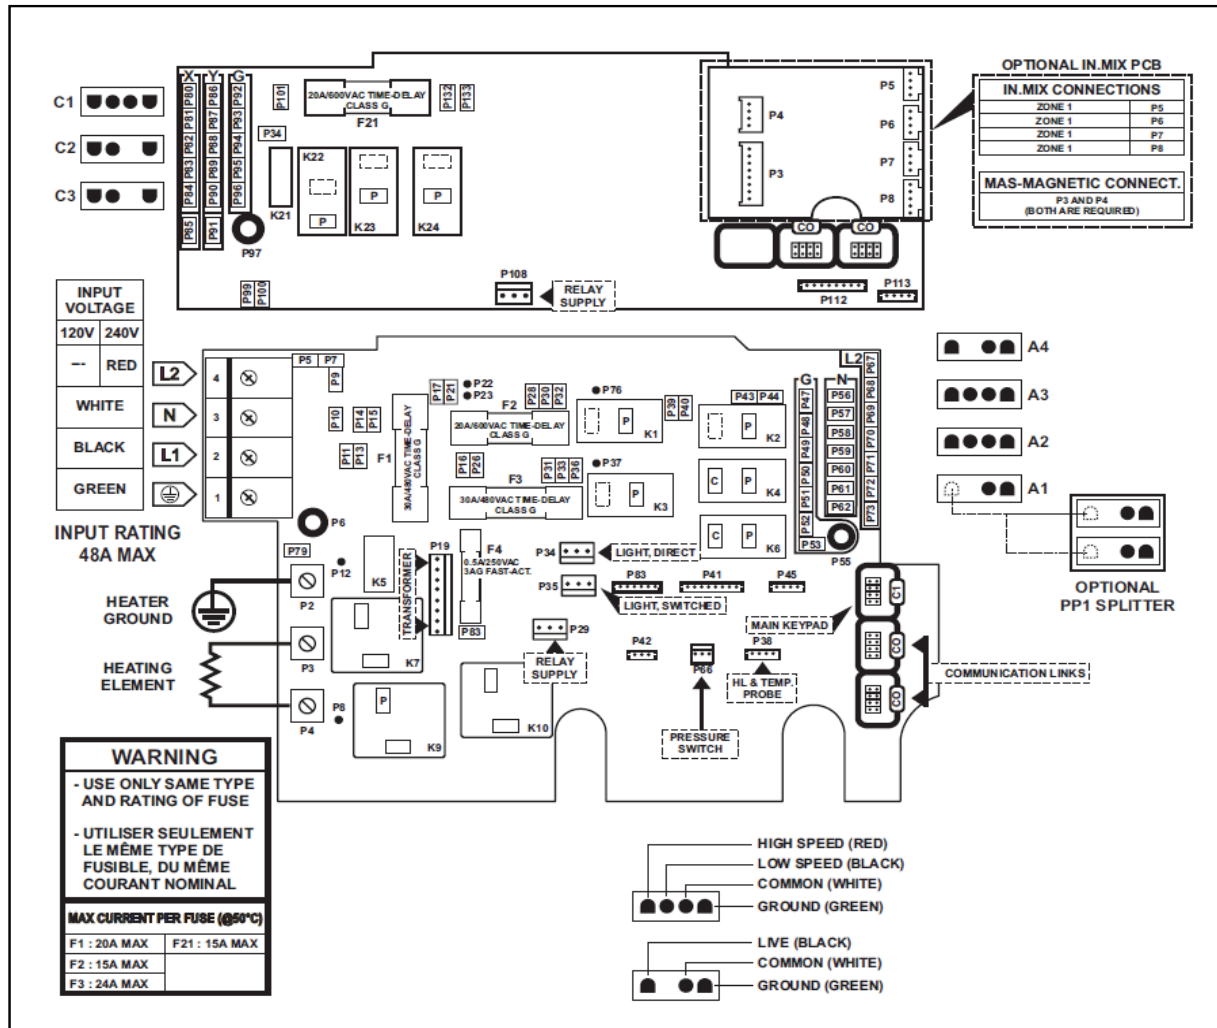 C1
C2
C3
X
Y
G
P80
P81
P82
P83
P84
P85
P86
P87
P88
P89
P90
P91
P92
P93
P94
P95
P96
P97
P101
20A/600VAC TIME-DELAY
CLASS G
F21
P132
P133
P34
K21
K22
P
K23
P
K24
P
P99
P100
P108
RELAY
SUPPLY
P4
P3
P5
P6
P7
P8
CO
CO
P112
P113
OPTIONAL IN.MIX PCB
IN.MIX CONNECTIONS
ZONE 1 P5
ZONE 1 P6
ZONE 1 P7
ZONE 1 P8
MAS-MAGNETIC CONNECT.
P3 AND P4
(BOTH ARE REQUIRED)
INPUT
VOLTAGE
120V 240V
--- RED
WHITE
BLACK
GREEN
INPUT RATING
48A MAX
L2
N
L1
4
3
2
1
P5
P7
P9
P10
P14
P15
P11
P13
F1
30A/480VAC TIME-DELAY
CLASS G
P17
P21
P22
P23
P28
P30
P32
F2
20A/600VAC TIME-DELAY
CLASS G
P16
P26
P31
P33
P36
F3
30A/480VAC TIME-DELAY
CLASS G
P76
P
K1
P39
P40
P43
P44
P
K2
P37
P
K3
C
P
K4
C
P
K6
G
N
L2
P47
P48
P49
P50
P51
P52
P53
P55
P56
P57
P58
P59
P60
P61
P62
P67
P68
P69
P70
P71
P72
P73
A4
A3
A2
A1
OPTIONAL
PP1 SPLITTER
P6
P79
P12
K5
P19
TRANSFORMER
F4
0.5A/250VAC
3AG FAST-ACT.
P83
P34
LIGHT, DIRECT
P35
LIGHT, SWITCHED
P83
P41
P45
MAIN KEYPAD
C1
CO
CO
COMMUNICATION LINKS
P29
RELAY
SUPPLY
P42
P66
P38
HL & TEMP.
PROBE
PRESSURE
SWITCH
HEATER
GROUND
P2
P3
HEATING
ELEMENT
P4
P8
K7
P
K9
K10
WARNING
- USE ONLY SAME TYPE
AND RATING OF FUSE
- UTILISER SEULEMENT
LE MÊME TYPE DE
FUSIBLE, DU MÊME
COURANT NOMINAL
MAX CURRENT PER FUSE (@50°C)
F1 : 20A MAX F21 : 15A MAX
F2 : 15A MAX
F3 : 24A MAX
HIGH SPEED (RED)
LOW SPEED (BLACK)
COMMON (WHITE)
GROUND (GREEN)
LIVE (BLACK)
COMMON (WHITE)
GROUND (GREEN)